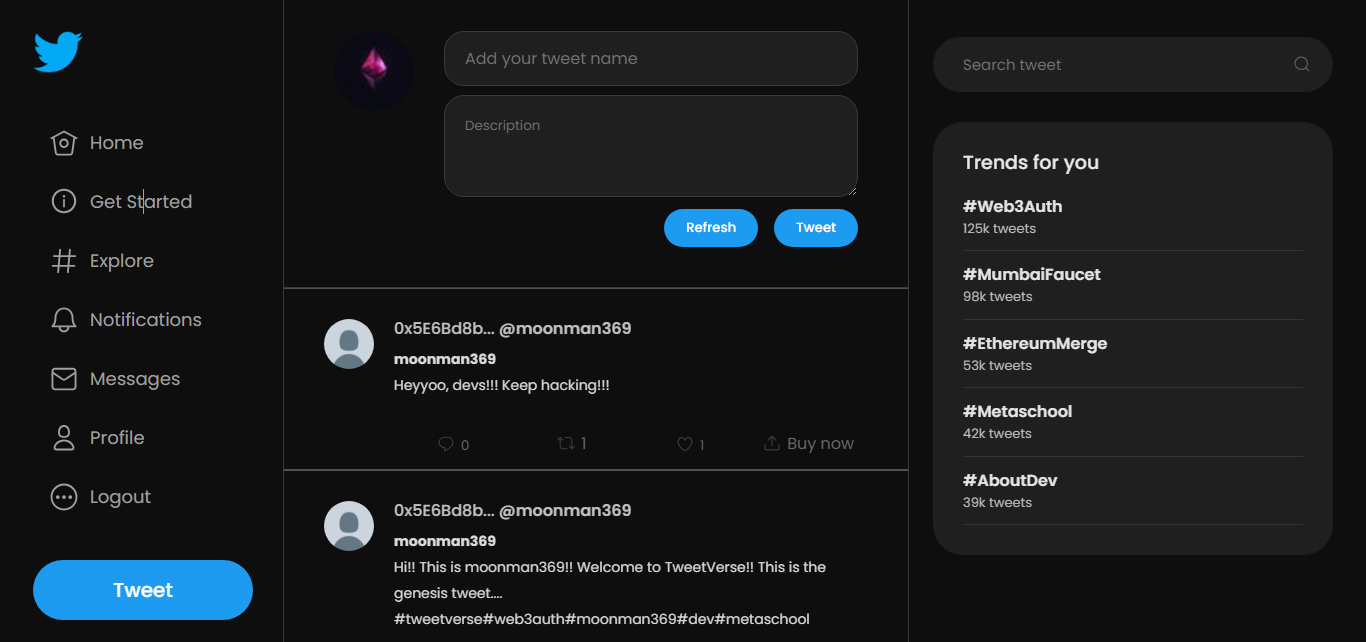 Home
Get Started
Explore
Notifications
Messages
Profile
Logout
Tweet
Add your tweet name
Description
Refresh
Tweet
0x5E6Bd8b... @moonman369
moonman369
Heyyoo, devs!!! Keep hacking!!!
0
1
1
Buy now
0x5E6Bd8b... @moonman369
moonman369
Hi!! This is moonman369!! Welcome to TweetVerse!! This is the
genesis tweet....
#tweetverse#web3auth#moonman369#dev#metaschool
Search tweet
Trends for you
#Web3Auth
125k tweets
#MumbaiFaucet
98k tweets
#EthereumMerge
53k tweets
#Metaschool
42k tweets
#AboutDev
39k tweets